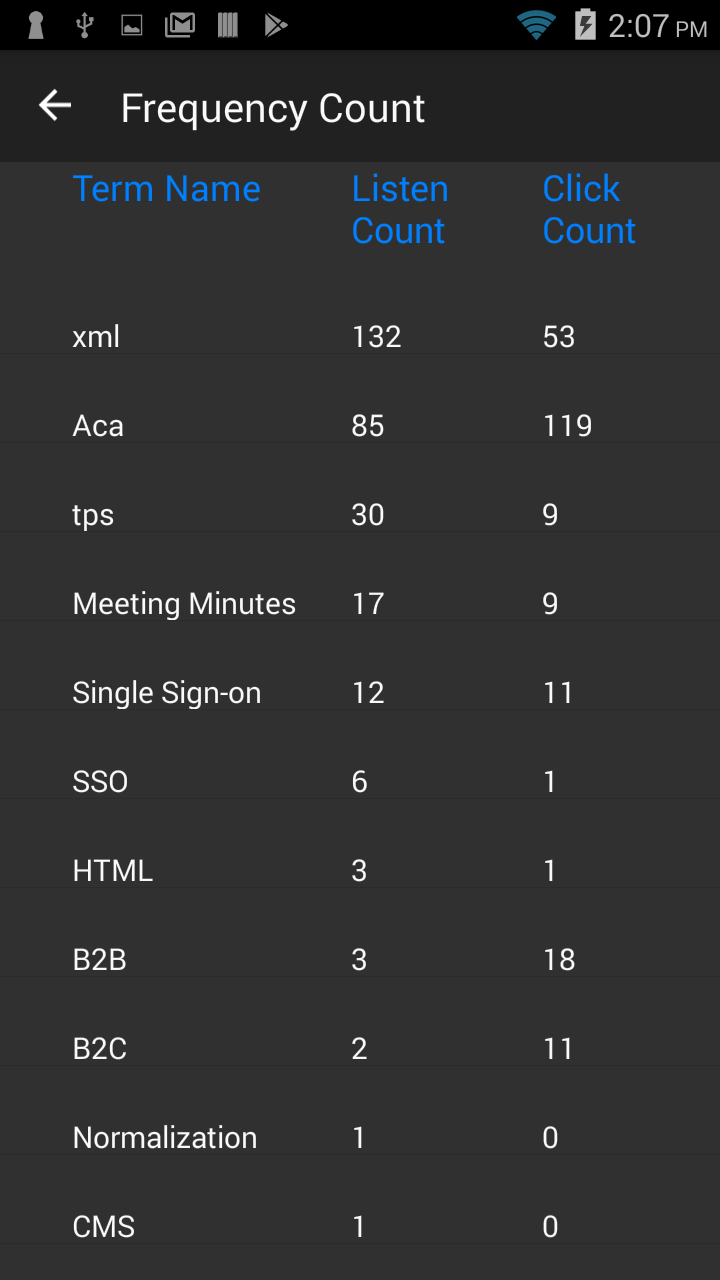 2:07 PM
Frequency Count
Term Name Listen Count Click Count
xml 132 53
Aca 85 119
tps 30 9
Meeting Minutes 17 9
Single Sign-on 12 11
SSO 6 1
HTML 3 1
B2B 3 18
B2C 2 11
Normalization 1 0
CMS 1 0